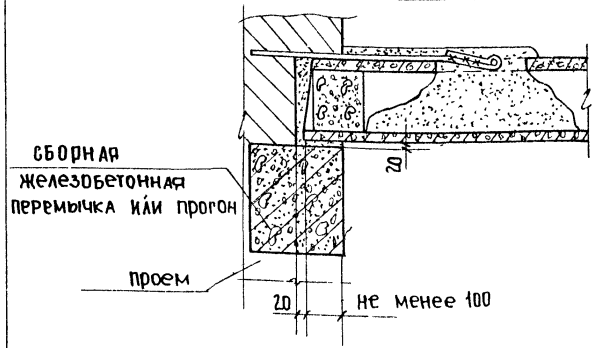 СБОРНАЯ
ЖЕЛЕЗОБЕТОННАЯ
ПЕРЕМЫЧКА ИЛИ ПРОГОН
20
ПРОЕМ
20
НЕ МЕНЕЕ 100